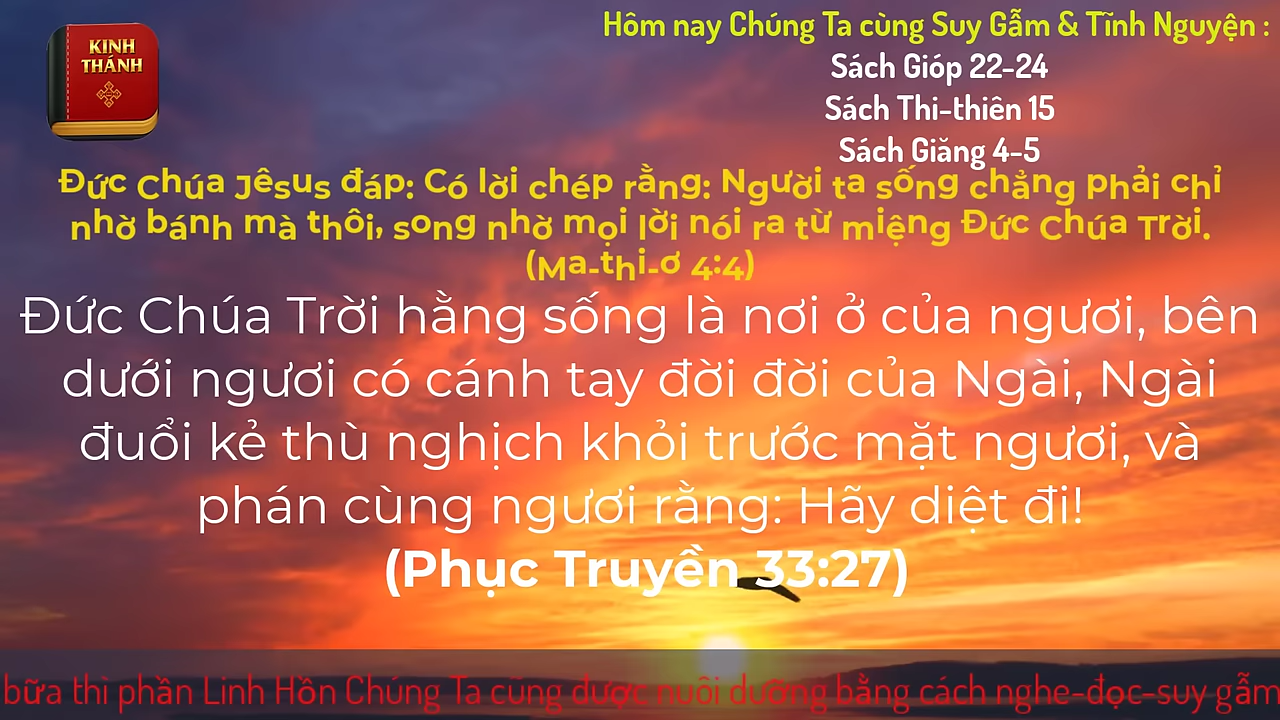 KINH
THÁNH
Hôm nay Chúng Ta cùng Suy Gẫm & Tĩnh Nguyện :
Sách Gióp 22-24
Sách Thi-thiên 15
Sách Giăng 4-5
Đức Chúa Jêsus đáp: Có lời chép rằng: Người ta sống chẳng phải chỉ
nhờ bánh mà thôi, song nhờ mọi lời nói ra từ miệng Đức Chúa Trời.
(Ma-thi-ơ 4:4)
Đức Chúa Trời hằng sống là nơi ở của ngươi, bên
dưới ngươi có cánh tay đời đời của Ngài, Ngài
đuổi kẻ thù nghịch khỏi trước mặt ngươi, và
phán cùng ngươi rằng: Hãy diệt đi!
(Phục Truyền 33:27)
bữa thì phần Linh Hồn Chúng Ta cũng được nuôi dưỡng bằng cách nghe-đọc-suy gẫm